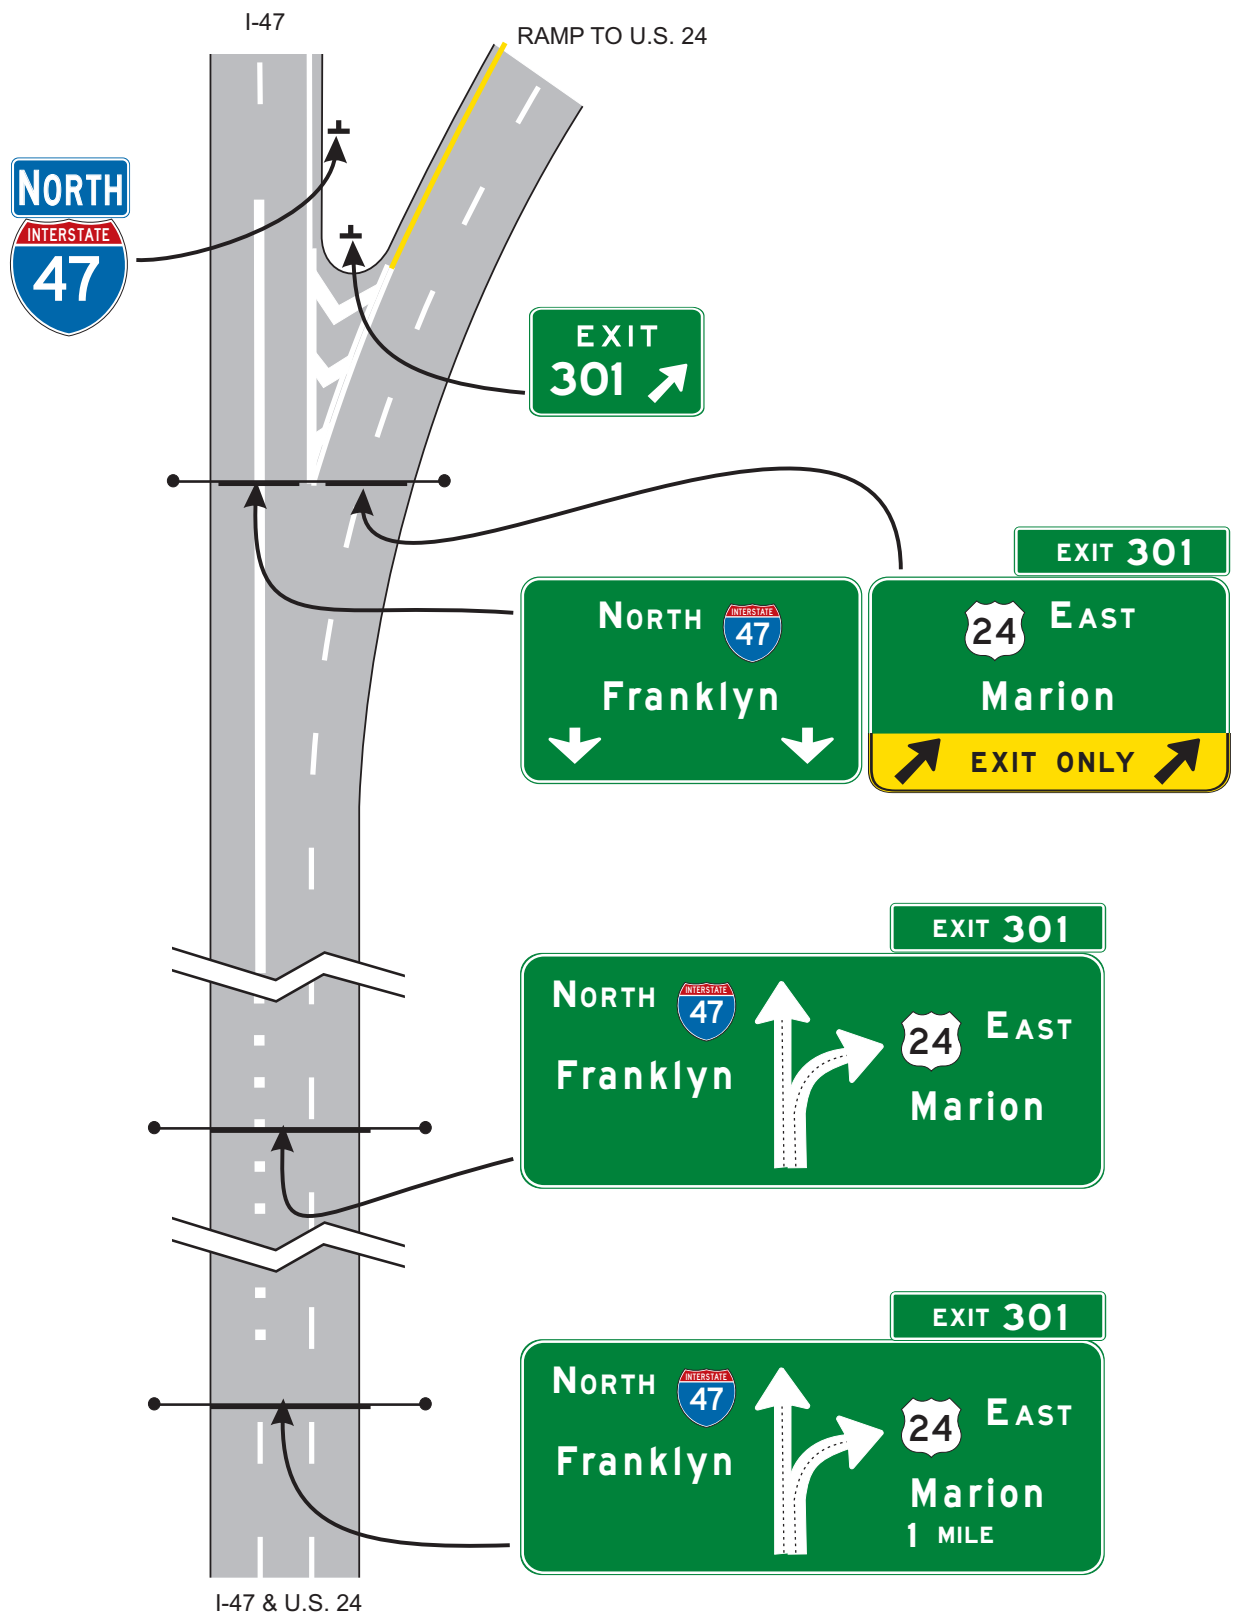 I-47
RAMP TO U.S. 24
NORTH
INTERSTATE
47
EXIT
301
EXIT 301
NORTH
INTERSTATE
47
Franklyn
24
EAST
Marion
EXIT ONLY
EXIT 301
NORTH
INTERSTATE
47
Franklyn
24
EAST
Marion
EXIT 301
NORTH
INTERSTATE
47
Franklyn
24
EAST
Marion
1 MILE
I-47 & U.S. 24